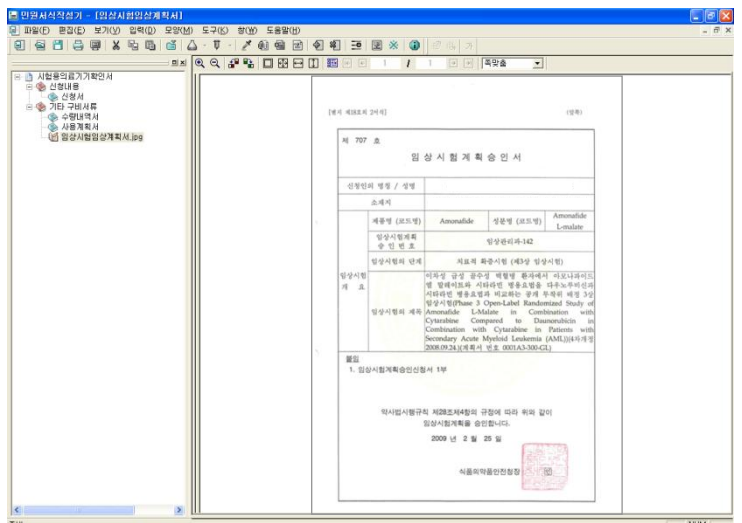 민원서식작성기 - [임상시험임상계획서]
파일(F) 편집(E) 보기(V) 입력(D) 모양(M) 도구(K) 창(W) 도움말(H)
1 / 1 쪽맞춤
시험용의료기기확인서
신청내용
신청서
기타 구비서류
수량내역서
사용계획서
임상시험임상계획서.jpg
[별지 제18호의 2서식] (앞쪽)
제 707 호
임 상 시 험 계 획 승 인 서
신청인의 명칭 / 성명
소재지
임상시험 개 요
제품명 (코드명) Amonafide 성분명 (코드명) Amonafide L-malate
임상시험계획 승 인 번 호 임상관리과-142
임상시험의 단계 치료적 확증시험 (제3상 임상시험)
임상시험의 제목
이차성 급성 골수성 백혈병 환자에서 아모나파이드
엘 말레이트와 시타라빈 병용요법을 다우노루비신과
시타라빈 병용요법과 비교하는 공개 무작위 배정 3상
임상시험(Phase 3 Open-Label Randomized Study of
Amonafide L-Malate in Combination with
Cytarabine Compared to Daunorubicin in
Combination with Cytarabine in Patients with
Secondary Acute Myeloid Leukemia (AML))(4차개정
2008.09.24.)(계획서 번호 0001A3-300-GL)
붙임
1. 임상시험계획승인신청서 1부
약사법시행규칙 제28조제4항의 규정에 따라 위와 같이
임상시험계획을 승인합니다.
2009 년 2 월 25 일
식품의약품안전청장